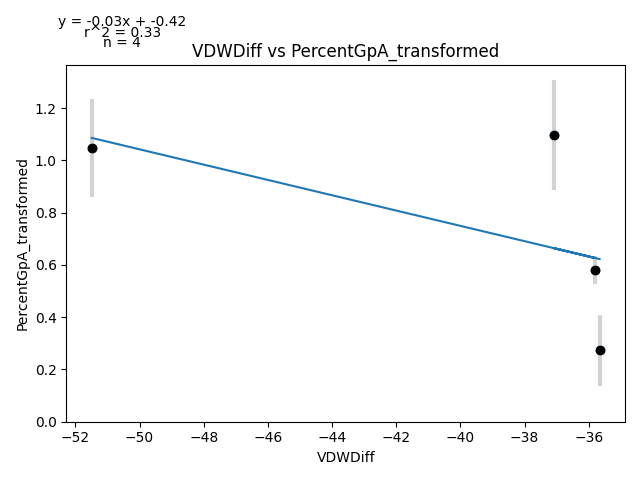 y = -0.03x + -0.42
r^2 = 0.33
n = 4
VDWDiff vs PercentGpA_transformed
PercentGpA_transformed
1.2
1.0
0.8
0.6
0.4
0.2
0.0
−52 −50 −48 −46 −44 −42 −40 −38 −36
VDWDiff